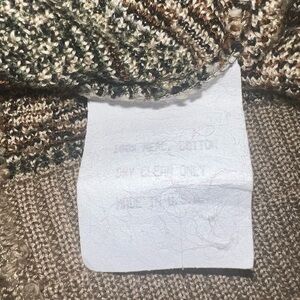 100% MERC. COTTON
DRY CLEAN ONLY
MADE IN U.S.A.